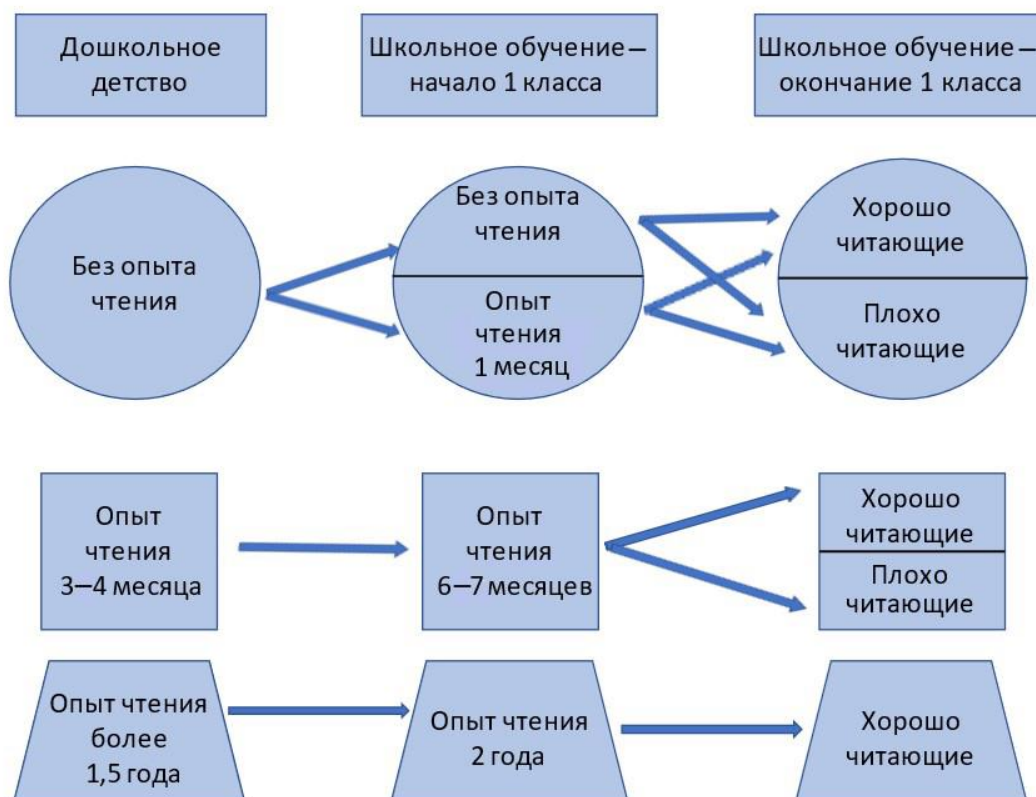 Дошкольное
детство
Школьное обучение –
начало 1 класса
Школьное обучение –
окончание 1 класса
Без опыта
чтения
Без опыта
чтения
Опыт
чтения
1 месяц
Хорошо
читающие
Плохо
читающие
Опыт
чтения
3–4 месяца
Опыт
чтения
6–7 месяцев
Хорошо
читающие
Плохо
читающие
Опыт чтения
более
1,5 года
Опыт чтения
2 года
Хорошо
читающие